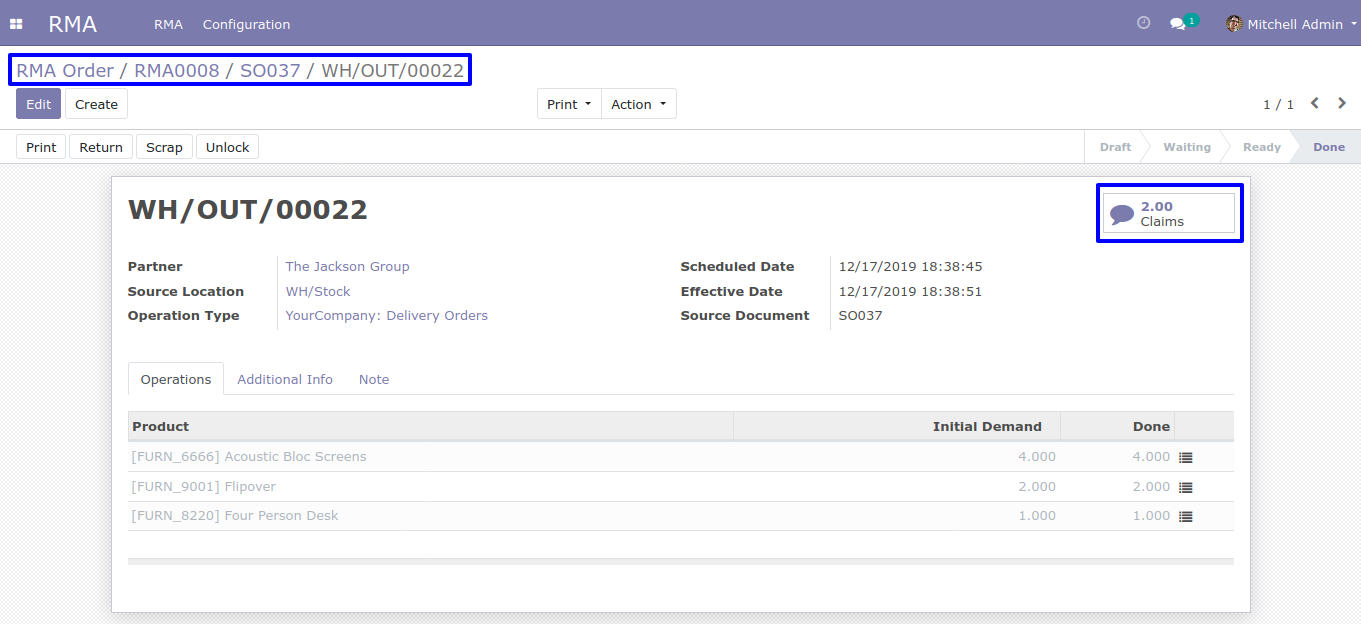 RMA RMA Configuration 1 Mitchell Admin
RMA Order / RMA0008 / SO037 / WH/OUT/00022
Edit Create Print Action 1 / 1
Print Return Scrap Unlock Draft Waiting Ready Done
WH/OUT/00022
2.00
Claims
Partner The Jackson Group Scheduled Date 12/17/2019 18:38:45
Source Location WH/Stock Effective Date 12/17/2019 18:38:51
Operation Type YourCompany: Delivery Orders Source Document SO037
Operations Additional Info Note
Product Initial Demand Done
[FURN_6666] Acoustic Bloc Screens 4.000 4.000
[FURN_9001] Flipover 2.000 2.000
[FURN_8220] Four Person Desk 1.000 1.000